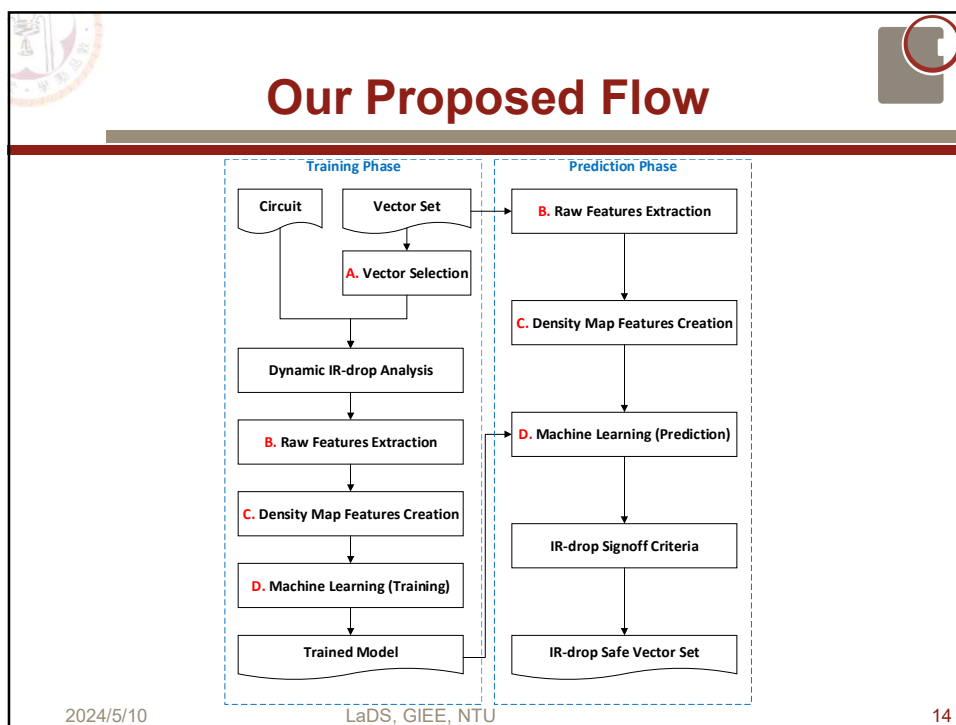 Our Proposed Flow
Training Phase
Circuit
Vector Set
A. Vector Selection
Dynamic IR-drop Analysis
B. Raw Features Extraction
C. Density Map Features Creation
D. Machine Learning (Training)
Trained Model
Prediction Phase
B. Raw Features Extraction
C. Density Map Features Creation
D. Machine Learning (Prediction)
IR-drop Signoff Criteria
IR-drop Safe Vector Set
2024/5/10
LaDS, GIEE, NTU
14